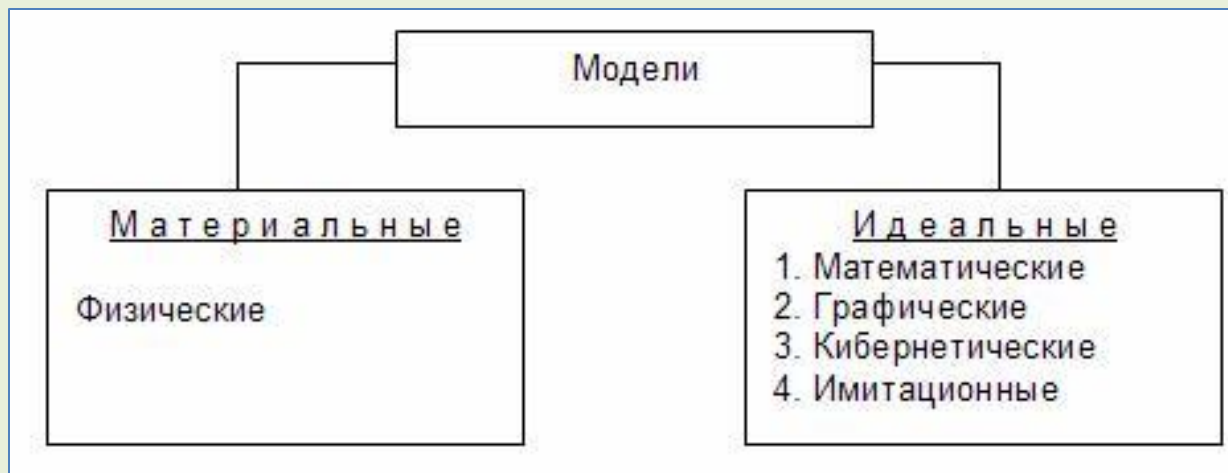 Модели
Материальные
Физические
Идеальные
1. Математические
2. Графические
3. Кибернетические
4. Имитационные